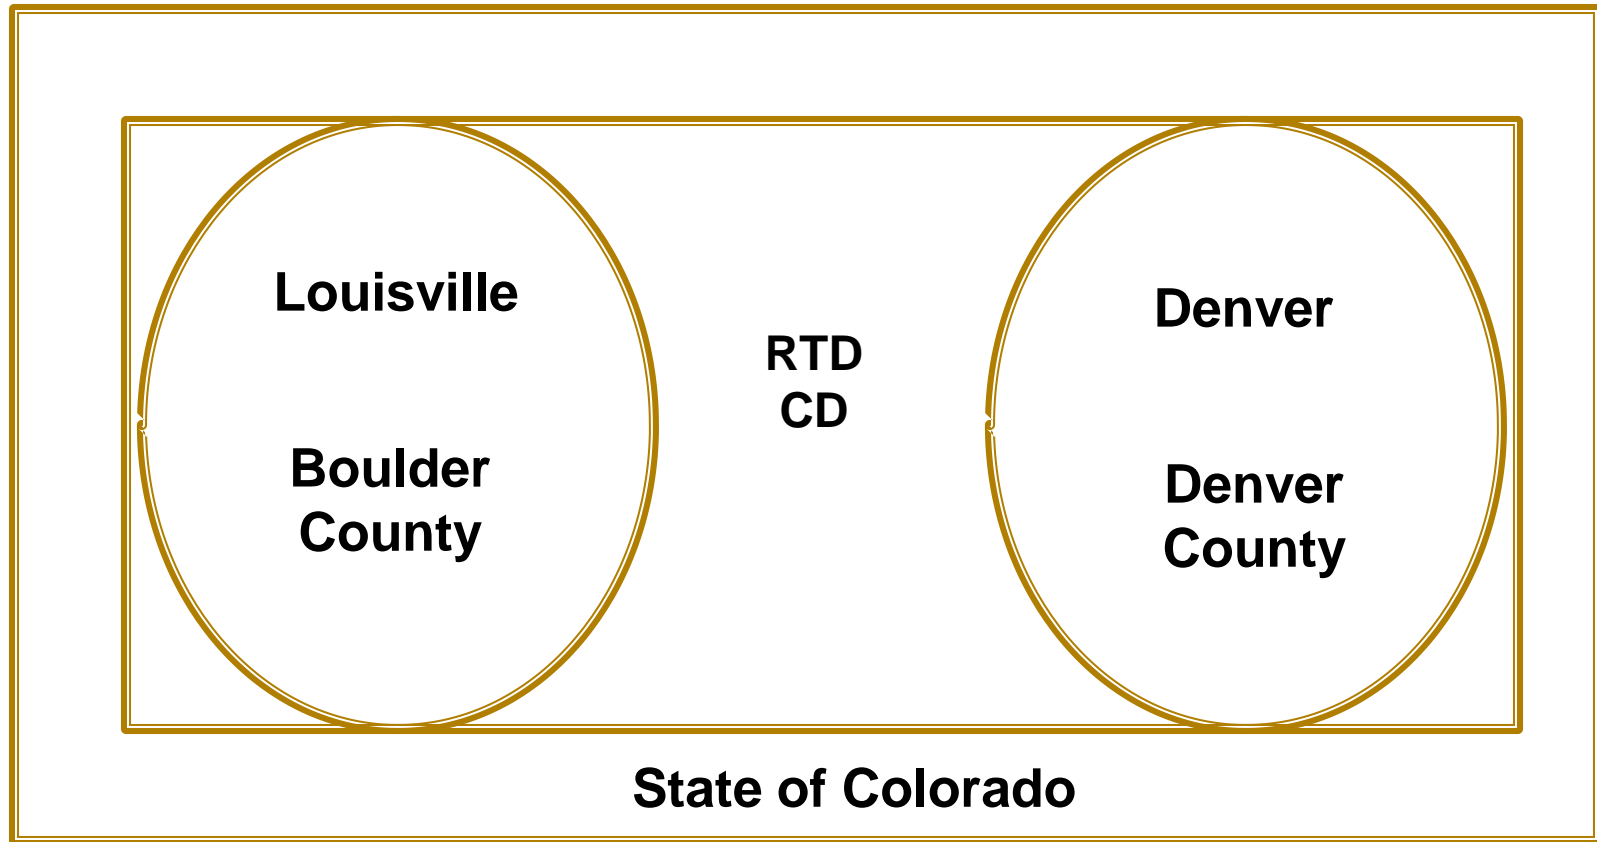 Louisville
Boulder
County
RTD
CD
Denver
Denver
County
State of Colorado